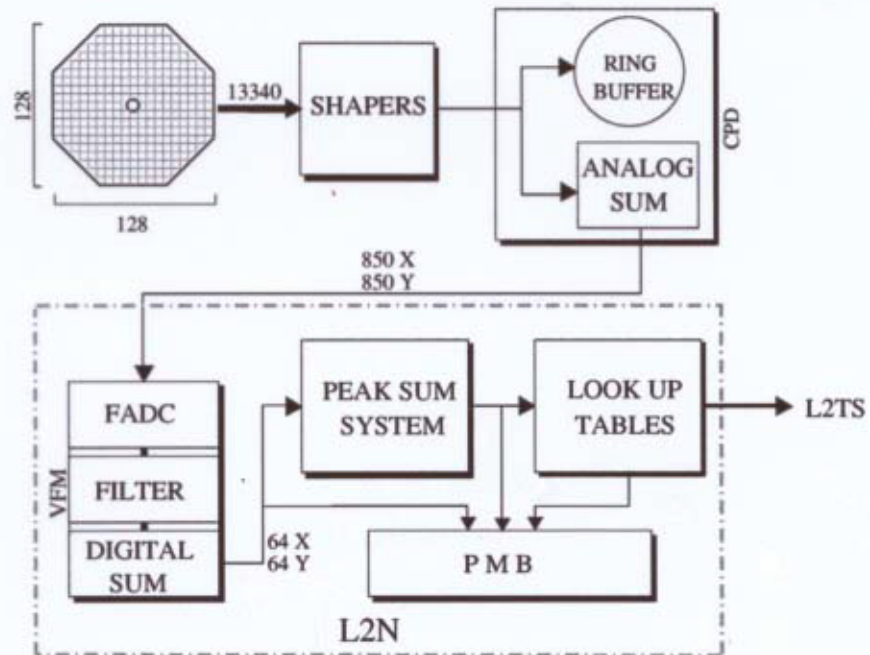 128
128
13340
SHAPERS
RING
BUFFER
ANALOG
SUM
CPD
850 X
850 Y
VFM
FADC
FILTER
DIGITAL
SUM
64 X
64 Y
PEAK SUM
SYSTEM
LOOK UP
TABLES
L2TS
P M B
L2N